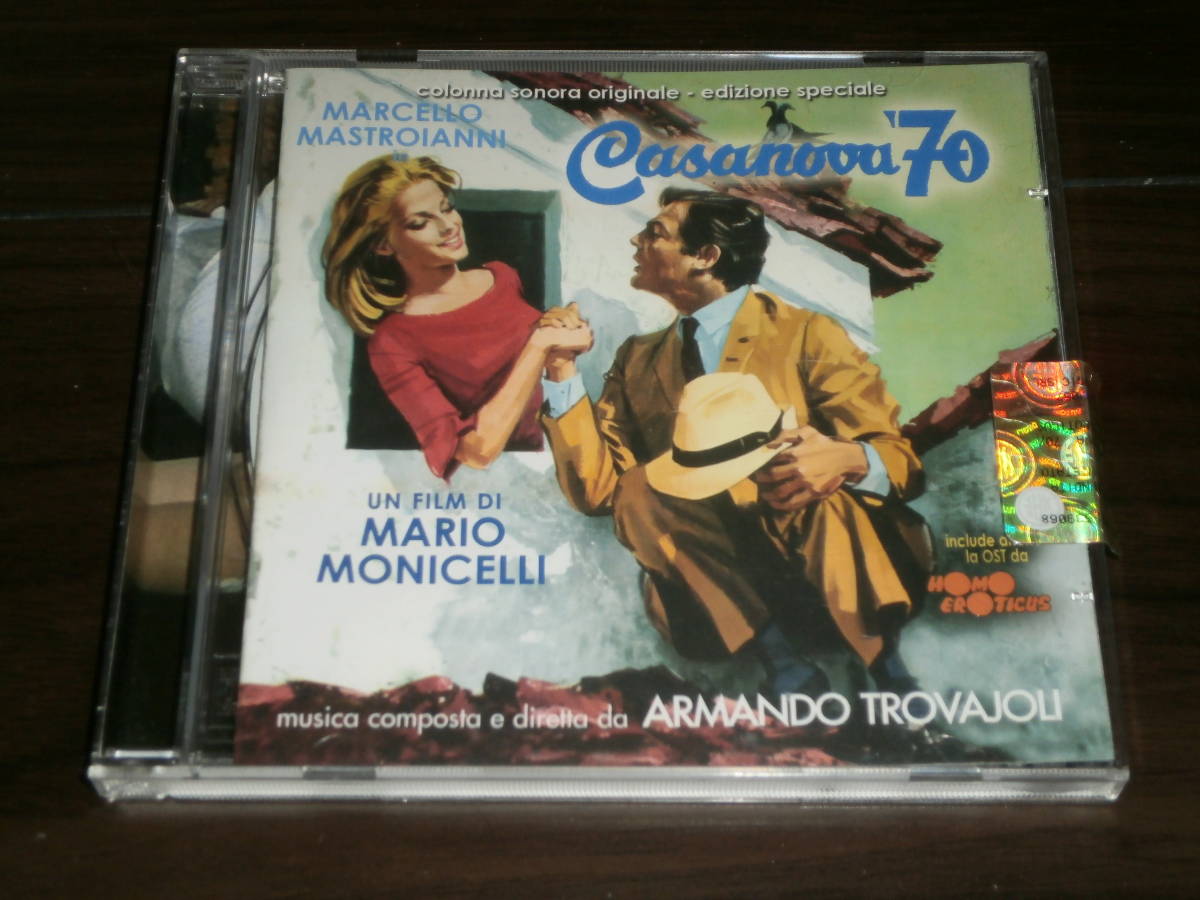 colonna sonora originale - edizione speciale
MARCELLO
MASTROIANNI
in
Casanova '70
UN FILM DI
MARIO
MONICELLI
include
la OST da
HOMO
EROTICUS
musica composta e diretta da ARMANDO TROVAJOLI